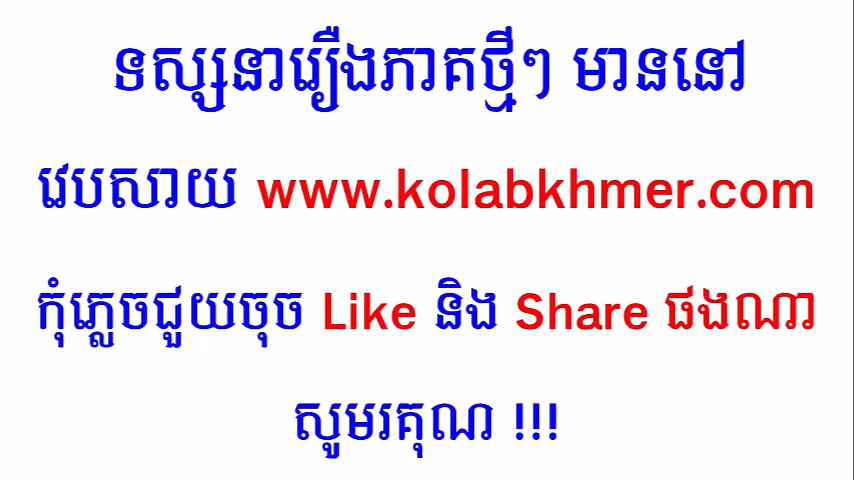 ទស្សនារឿងភាគថ្មីៗ មាននៅ
វេបសាយ www.kolabkhmer.com
កុំភ្លេចជួយចុច Like និង Share ផងណា
សូមរគុណ !!!